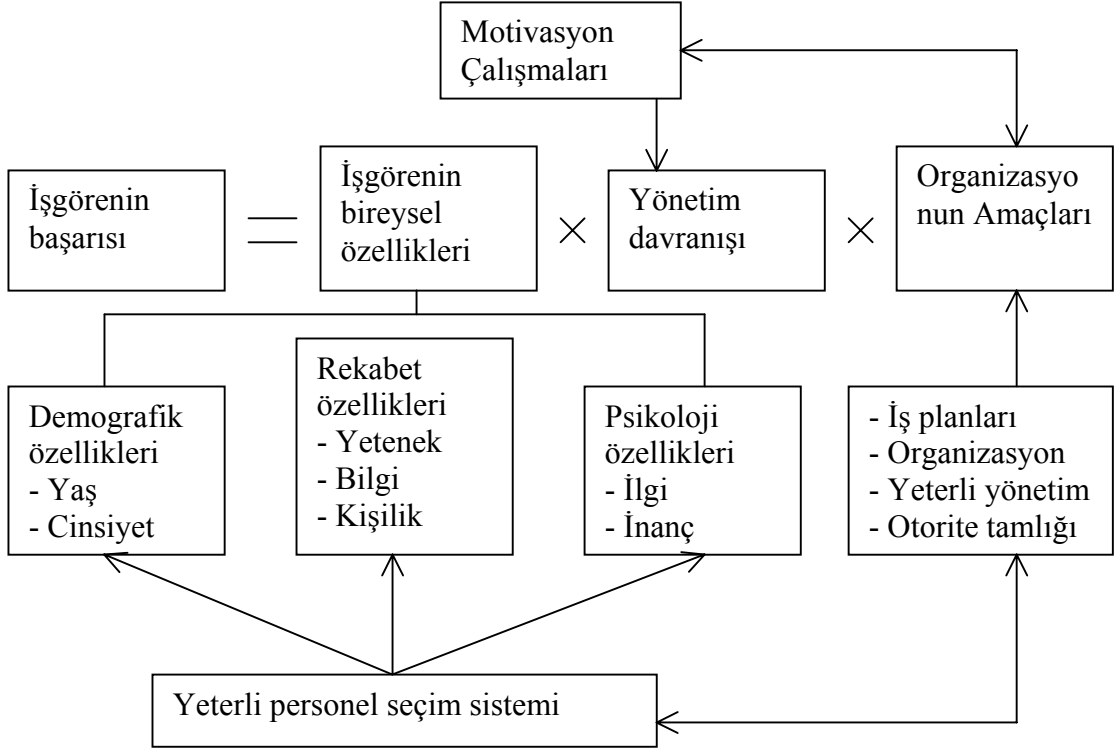 Motivasyon
Çalışmaları
İşgörenin
başarısı
=
İşgörenin
bireysel
özellikleri
×
Yönetim
davranışı
×
Organizasyo
nun Amaçları
Demografik
özellikleri
- Yaş
- Cinsiyet
Rekabet
özellikleri
- Yetenek
- Bilgi
- Kişilik
Psikoloji
özellikleri
- İlgi
- İnanç
- İş planları
- Organizasyon
- Yeterli yönetim
- Otorite tamlığı
Yeterli personel seçim sistemi